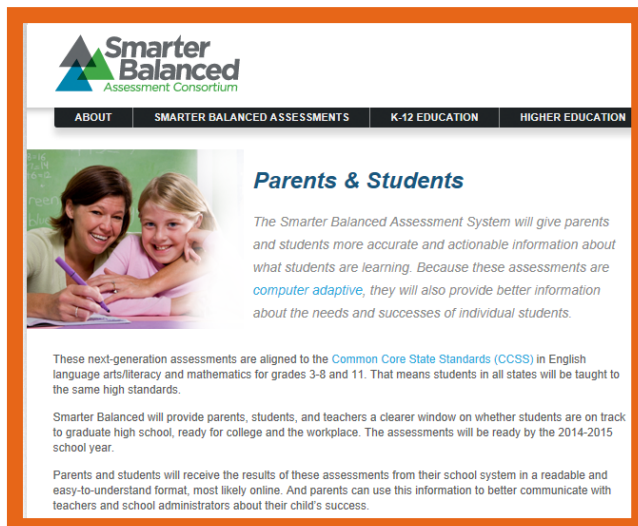 Smarter
Balanced
Assessment Consortium
ABOUT SMARTER BALANCED ASSESSMENTS K-12 EDUCATION HIGHER EDUCATION
Parents & Students
The Smarter Balanced Assessment System will give parents
and students more accurate and actionable information about
what students are learning. Because these assessments are
computer adaptive, they will also provide better information
about the needs and successes of individual students.
These next-generation assessments are aligned to the Common Core State Standards (CCSS) in English
language arts/literacy and mathematics for grades 3-8 and 11. That means students in all states will be taught to
the same high standards.
Smarter Balanced will provide parents, students, and teachers a clearer window on whether students are on track
to graduate high school, ready for college and the workplace. The assessments will be ready by the 2014-2015
school year.
Parents and students will receive the results of these assessments from their school system in a readable and
easy-to-understand format, most likely online. And parents can use this information to better communicate with
teachers and school administrators about their child's success.